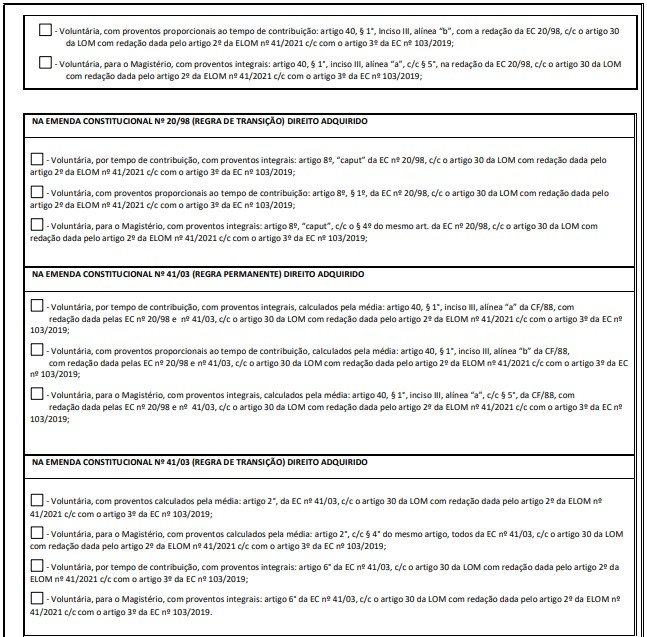 - Voluntária, com proventos proporcionais ao tempo de contribuição: artigo 40, § 1°, Inciso III, alínea “b”, com a redação da EC 20/98, c/c o artigo 30
da LOM com redação dada pelo artigo 2º da ELOM nº 41/2021 c/c com o artigo 3º da EC nº 103/2019;
- Voluntária, para o Magistério, com proventos integrais: artigo 40, § 1°, inciso III, alínea “a”, c/c § 5°, na redação da EC 20/98, c/c o artigo 30 da LOM
com redação dada pelo artigo 2º da ELOM nº 41/2021 c/c com o artigo 3º da EC nº 103/2019;
NA EMENDA CONSTITUCIONAL Nº 20/98 (REGRA DE TRANSIÇÃO) DIREITO ADQUIRIDO
- Voluntária, por tempo de contribuição, com proventos integrais: artigo 8º, “caput” da EC nº 20/98, c/c o artigo 30 da LOM com redação dada pelo
artigo 2º da ELOM nº 41/2021 c/c com o artigo 3º da EC nº 103/2019;
- Voluntária, com proventos proporcionais ao tempo de contribuição: artigo 8º, § 1º, da EC nº 20/98, c/c o artigo 30 da LOM com redação dada pelo
artigo 2º da ELOM nº 41/2021 c/c com o artigo 3º da EC nº 103/2019;
- Voluntária, para o Magistério, com proventos integrais: artigo 8º, “caput”, c/c o § 4º do mesmo art. da EC nº 20/98, c/c o artigo 30 da LOM com
redação dada pelo artigo 2º da ELOM nº 41/2021 c/c com o artigo 3º da EC nº 103/2019;
NA EMENDA CONSTITUCIONAL Nº 41/03 (REGRA PERMANENTE) DIREITO ADQUIRIDO
- Voluntária, por tempo de contribuição, com proventos integrais, calculados pela média: artigo 40, § 1°, inciso III, alínea “a” da CF/88, com
redação dada pelas EC nº 20/98 e nº 41/03, c/c o artigo 30 da LOM com redação dada pelo artigo 2º da ELOM nº 41/2021 c/c com o artigo 3º da EC nº
103/2019;
- Voluntária, com proventos proporcionais ao tempo de contribuição, calculados pela média: artigo 40, § 1°, inciso III, alínea “b” da CF/88,
com redação dada pelas EC nº 20/98 e nº 41/03, c/c o artigo 30 da LOM com redação dada pelo artigo 2º da ELOM nº 41/2021 c/c com o artigo 3º da EC
nº 103/2019;
- Voluntária, para o Magistério, com proventos integrais, calculados pela média: artigo 40, § 1°, inciso III, alínea “a”, c/c § 5°, da CF/88, com
redação dada pelas EC nº 20/98 e nº 41/03, c/c o artigo 30 da LOM com redação dada pelo artigo 2º da ELOM nº 41/2021 c/c com o artigo 3º da EC nº
103/2019;
NA EMENDA CONSTITUCIONAL Nº 41/03 (REGRA DE TRANSIÇÃO) DIREITO ADQUIRIDO
- Voluntária, com proventos calculados pela média: artigo 2°, da EC nº 41/03, c/c o artigo 30 da LOM com redação dada pelo artigo 2º da ELOM nº
41/2021 c/c com o artigo 3º da EC nº 103/2019;
- Voluntária, para o Magistério, com proventos calculados pela média: artigo 2°, c/c § 4° do mesmo artigo, todos da EC nº 41/03, c/c o artigo 30 da LOM
com redação dada pelo artigo 2º da ELOM nº 41/2021 c/c com o artigo 3º da EC nº 103/2019;
- Voluntária, por tempo de contribuição, com proventos integrais: artigo 6° da EC nº 41/03, c/c o artigo 30 da LOM com redação dada pelo artigo 2º da
ELOM nº 41/2021 c/c com o artigo 3º da EC nº 103/2019;
- Voluntária, para o Magistério, com proventos integrais: artigo 6° da EC nº 41/03, c/c o artigo 30 da LOM com redação dada pelo artigo 2º da ELOM nº
41/2021 c/c com o artigo 3º da EC nº 103/2019.